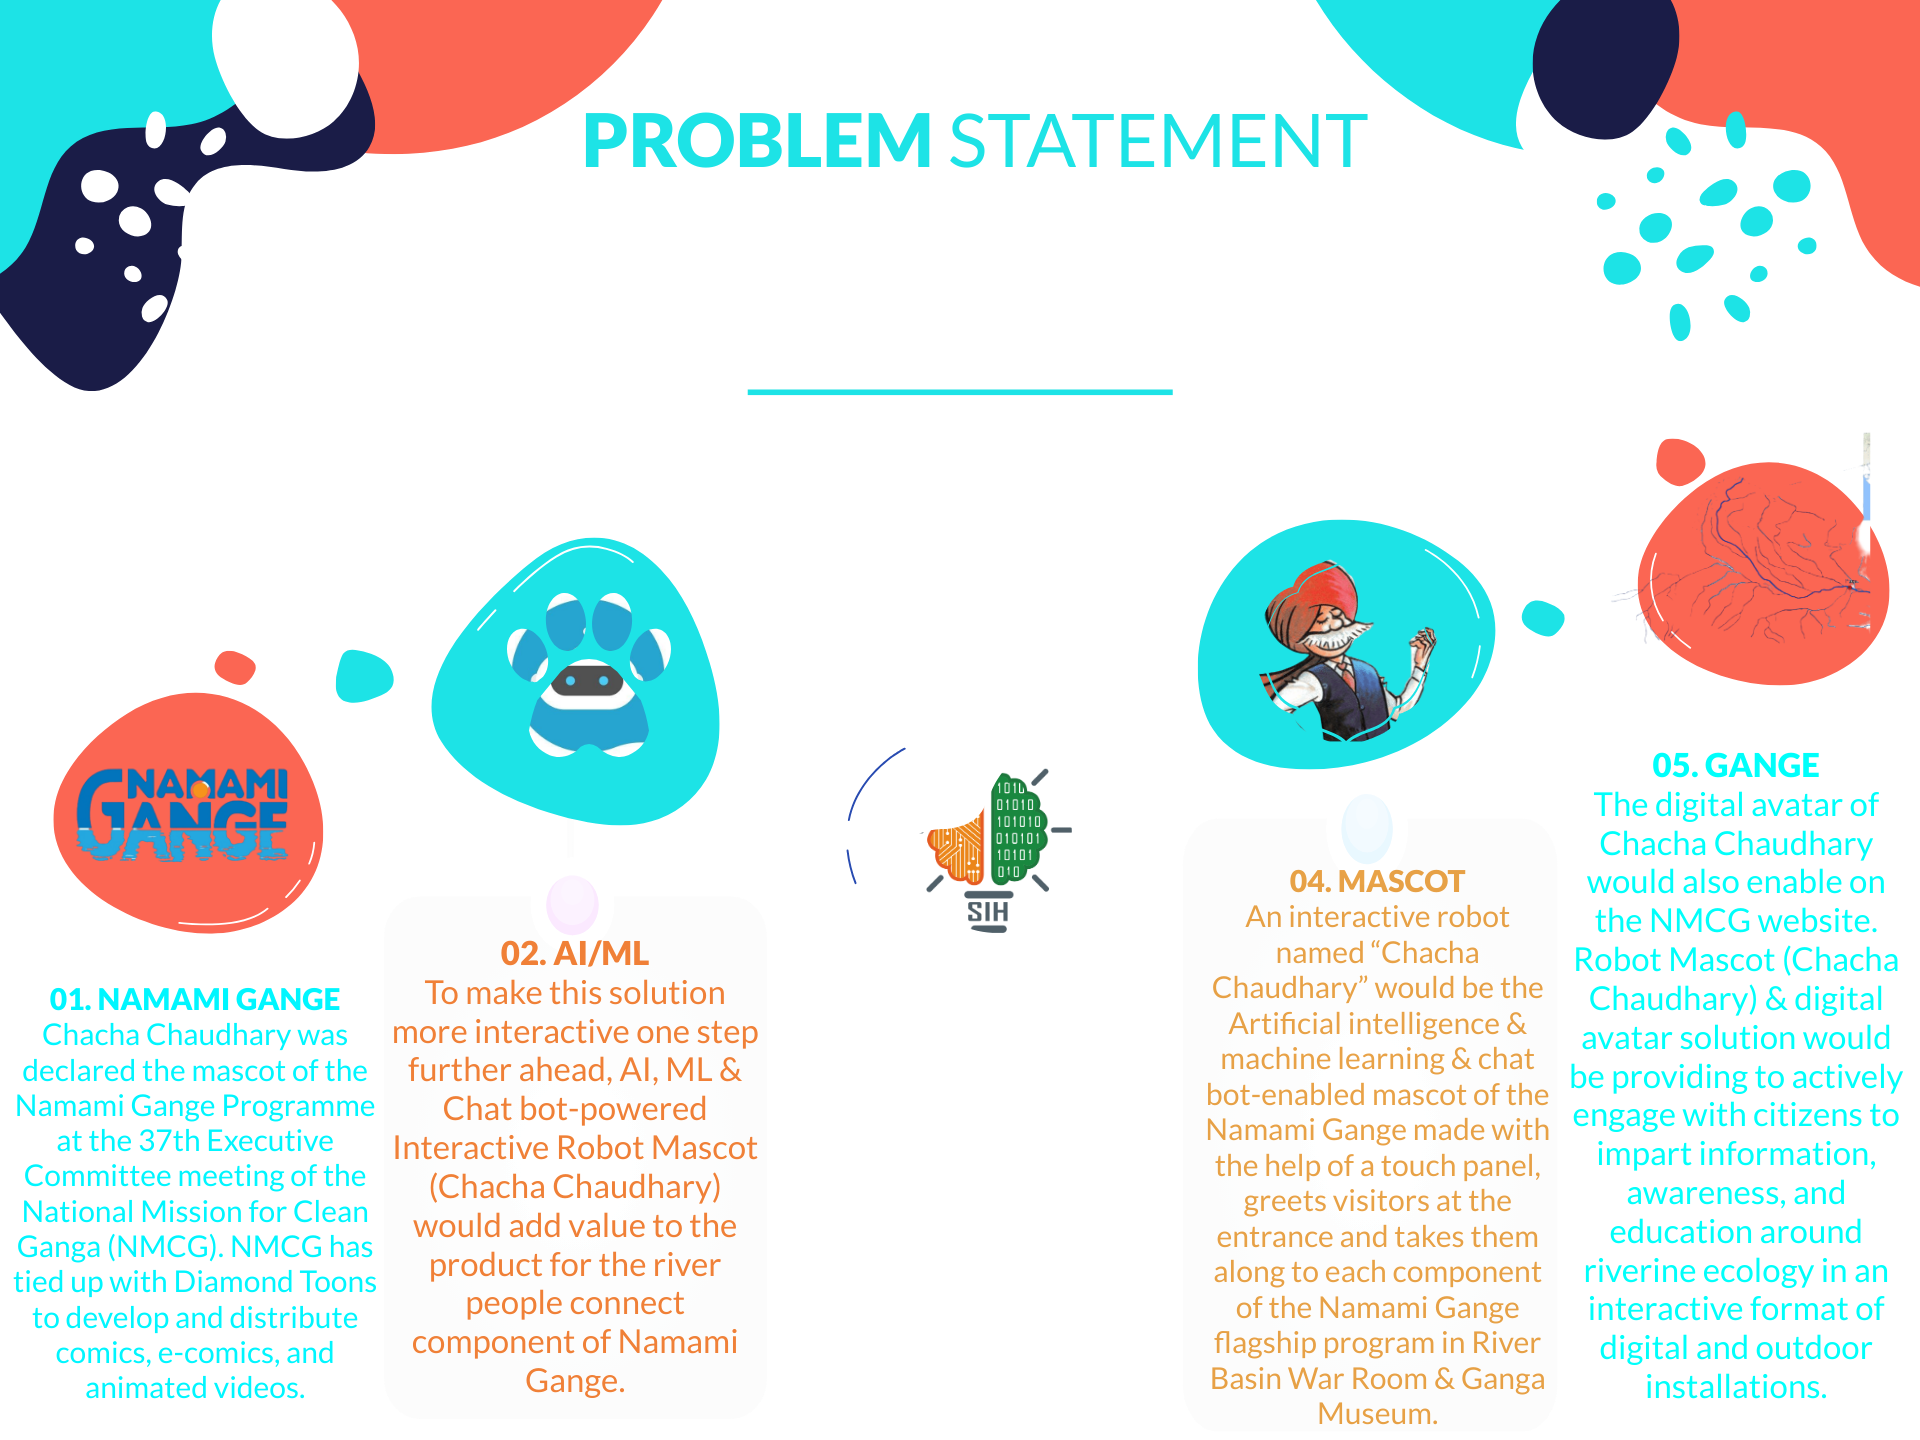 PROBLEM STATEMENT
NAMAMI
GANGE
01. NAMAMI GANGE
Chacha Chaudhary was
declared the mascot of the
Namami Gange Programme
at the 37th Executive
Committee meeting of the
National Mission for Clean
Ganga (NMCG). NMCG has
tied up with Diamond Toons
to develop and distribute
comics, e-comics, and
animated videos.
02. AI/ML
To make this solution
more interactive one step
further ahead, AI, ML &
Chat bot-powered
Interactive Robot Mascot
(Chacha Chaudhary)
would add value to the
product for the river
people connect
component of Namami
Gange.
101
01010
101010
010101
10101
010
SIH
04. MASCOT
An interactive robot
named “Chacha
Chaudhary” would be the
Artificial intelligence &
machine learning & chat
bot-enabled mascot of the
Namami Gange made with
the help of a touch panel,
greets visitors at the
entrance and takes them
along to each component
of the Namami Gange
flagship program in River
Basin War Room & Ganga
Museum.
05. GANGE
The digital avatar of
Chacha Chaudhary
would also enable on
the NMCG website.
Robot Mascot (Chacha
Chaudhary) & digital
avatar solution would
be providing to actively
engage with citizens to
impart information,
awareness, and
education around
riverine ecology in an
interactive format of
digital and outdoor
installations.